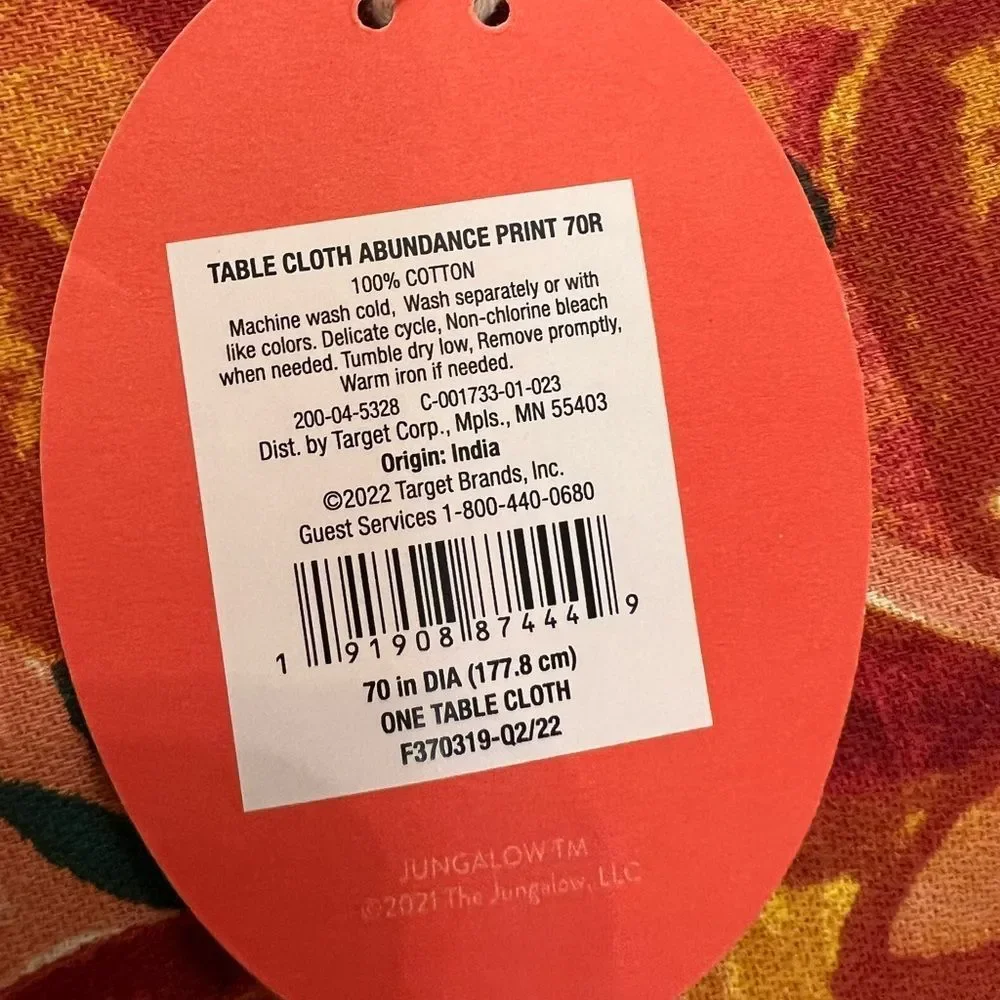 TABLE CLOTH ABUNDANCE PRINT 70R
100% COTTON
Machine wash cold, Wash separately or with
like colors. Delicate cycle, Non-chlorine bleach
when needed. Tumble dry low, Remove promptly,
Warm iron if needed.
200-04-5328 C-001733-01-023
Dist. by Target Corp., Mpls., MN 55403
Origin: India
©2022 Target Brands, Inc.
Guest Services 1-800-440-0680
1 91908 87444 9
70 in DIA (177.8 cm)
ONE TABLE CLOTH
F370319-Q2/22
JUNGALOW TM
©2021 The Jungalow, LLC